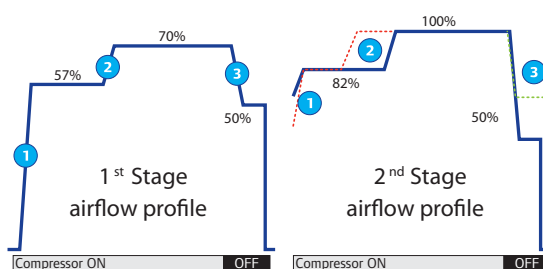 70%
57%
2
3
50%
1
1st Stage
airflow profile
Compressor ON
OFF
100%
2
82%
1
3
50%
2nd Stage
airflow profile
Compressor ON
OFF